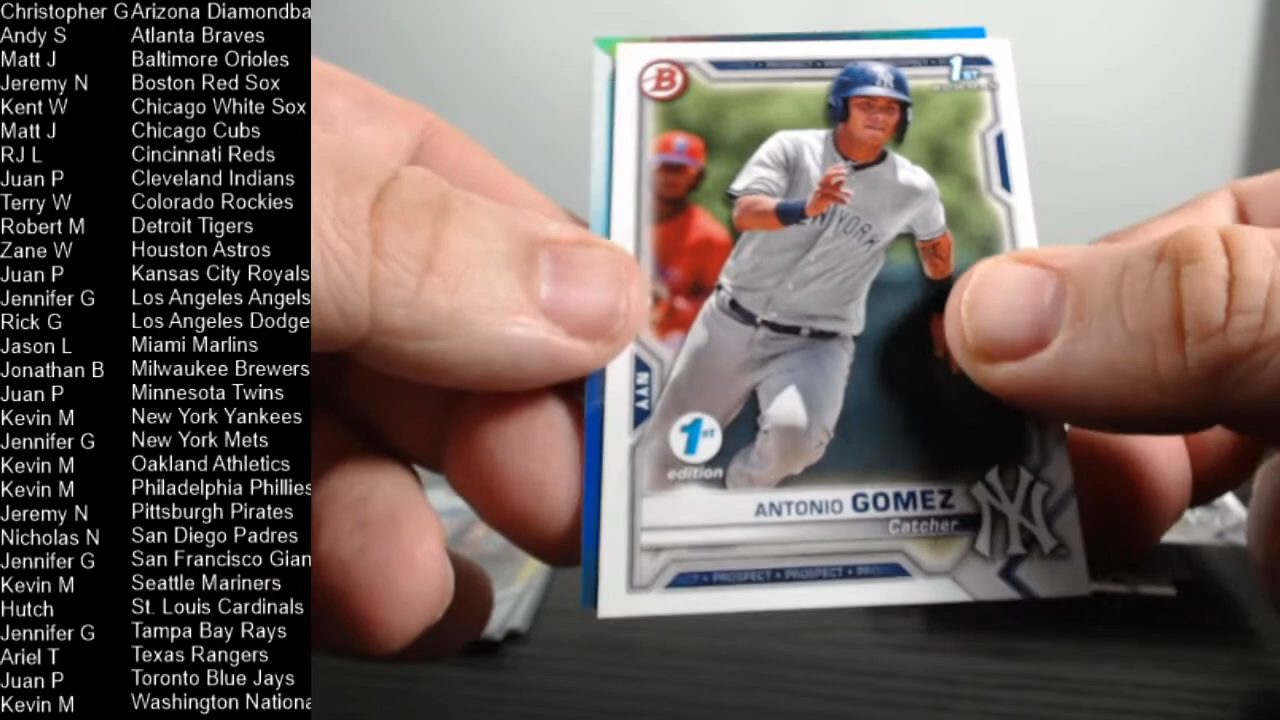 Christopher G Arizona Diamondba
Andy S Atlanta Braves
Matt J Baltimore Orioles
Jeremy N Boston Red Sox
Kent W Chicago White Sox
Matt J Chicago Cubs
RJ L Cincinnati Reds
Juan P Cleveland Indians
Terry W Colorado Rockies
Robert M Detroit Tigers
Zane W Houston Astros
Juan P Kansas City Royals
Jennifer G Los Angeles Angels
Rick G Los Angeles Dodge
Jason L Miami Marlins
Jonathan B Milwaukee Brewers
Juan P Minnesota Twins
Kevin M New York Yankees
Jennifer G New York Mets
Kevin M Oakland Athletics
Kevin M Philadelphia Phillies
Jeremy N Pittsburgh Pirates
Nicholas N San Diego Padres
Jennifer G San Francisco Gian
Kevin M Seattle Mariners
Hutch St. Louis Cardinals
Jennifer G Tampa Bay Rays
Ariel T Texas Rangers
Juan P Toronto Blue Jays
Kevin M Washington Nationa
B
1ST
NEW YORK
NYY
1st
edition
ANTONIO GOMEZ
Catcher
NY
PROSPECT • PROSPECT